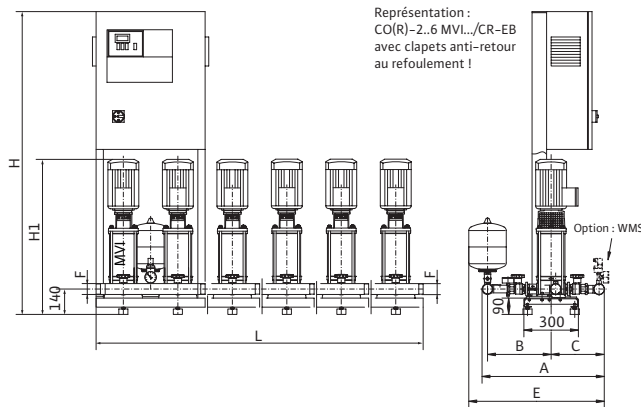 Représentation :
CO(R)-2..6 MVI.../CR-EB
avec clapets anti-retour
au refoulement !
H
H1
MVI
F
F
140
L
Option : WMS
90
300
B
C
A
E